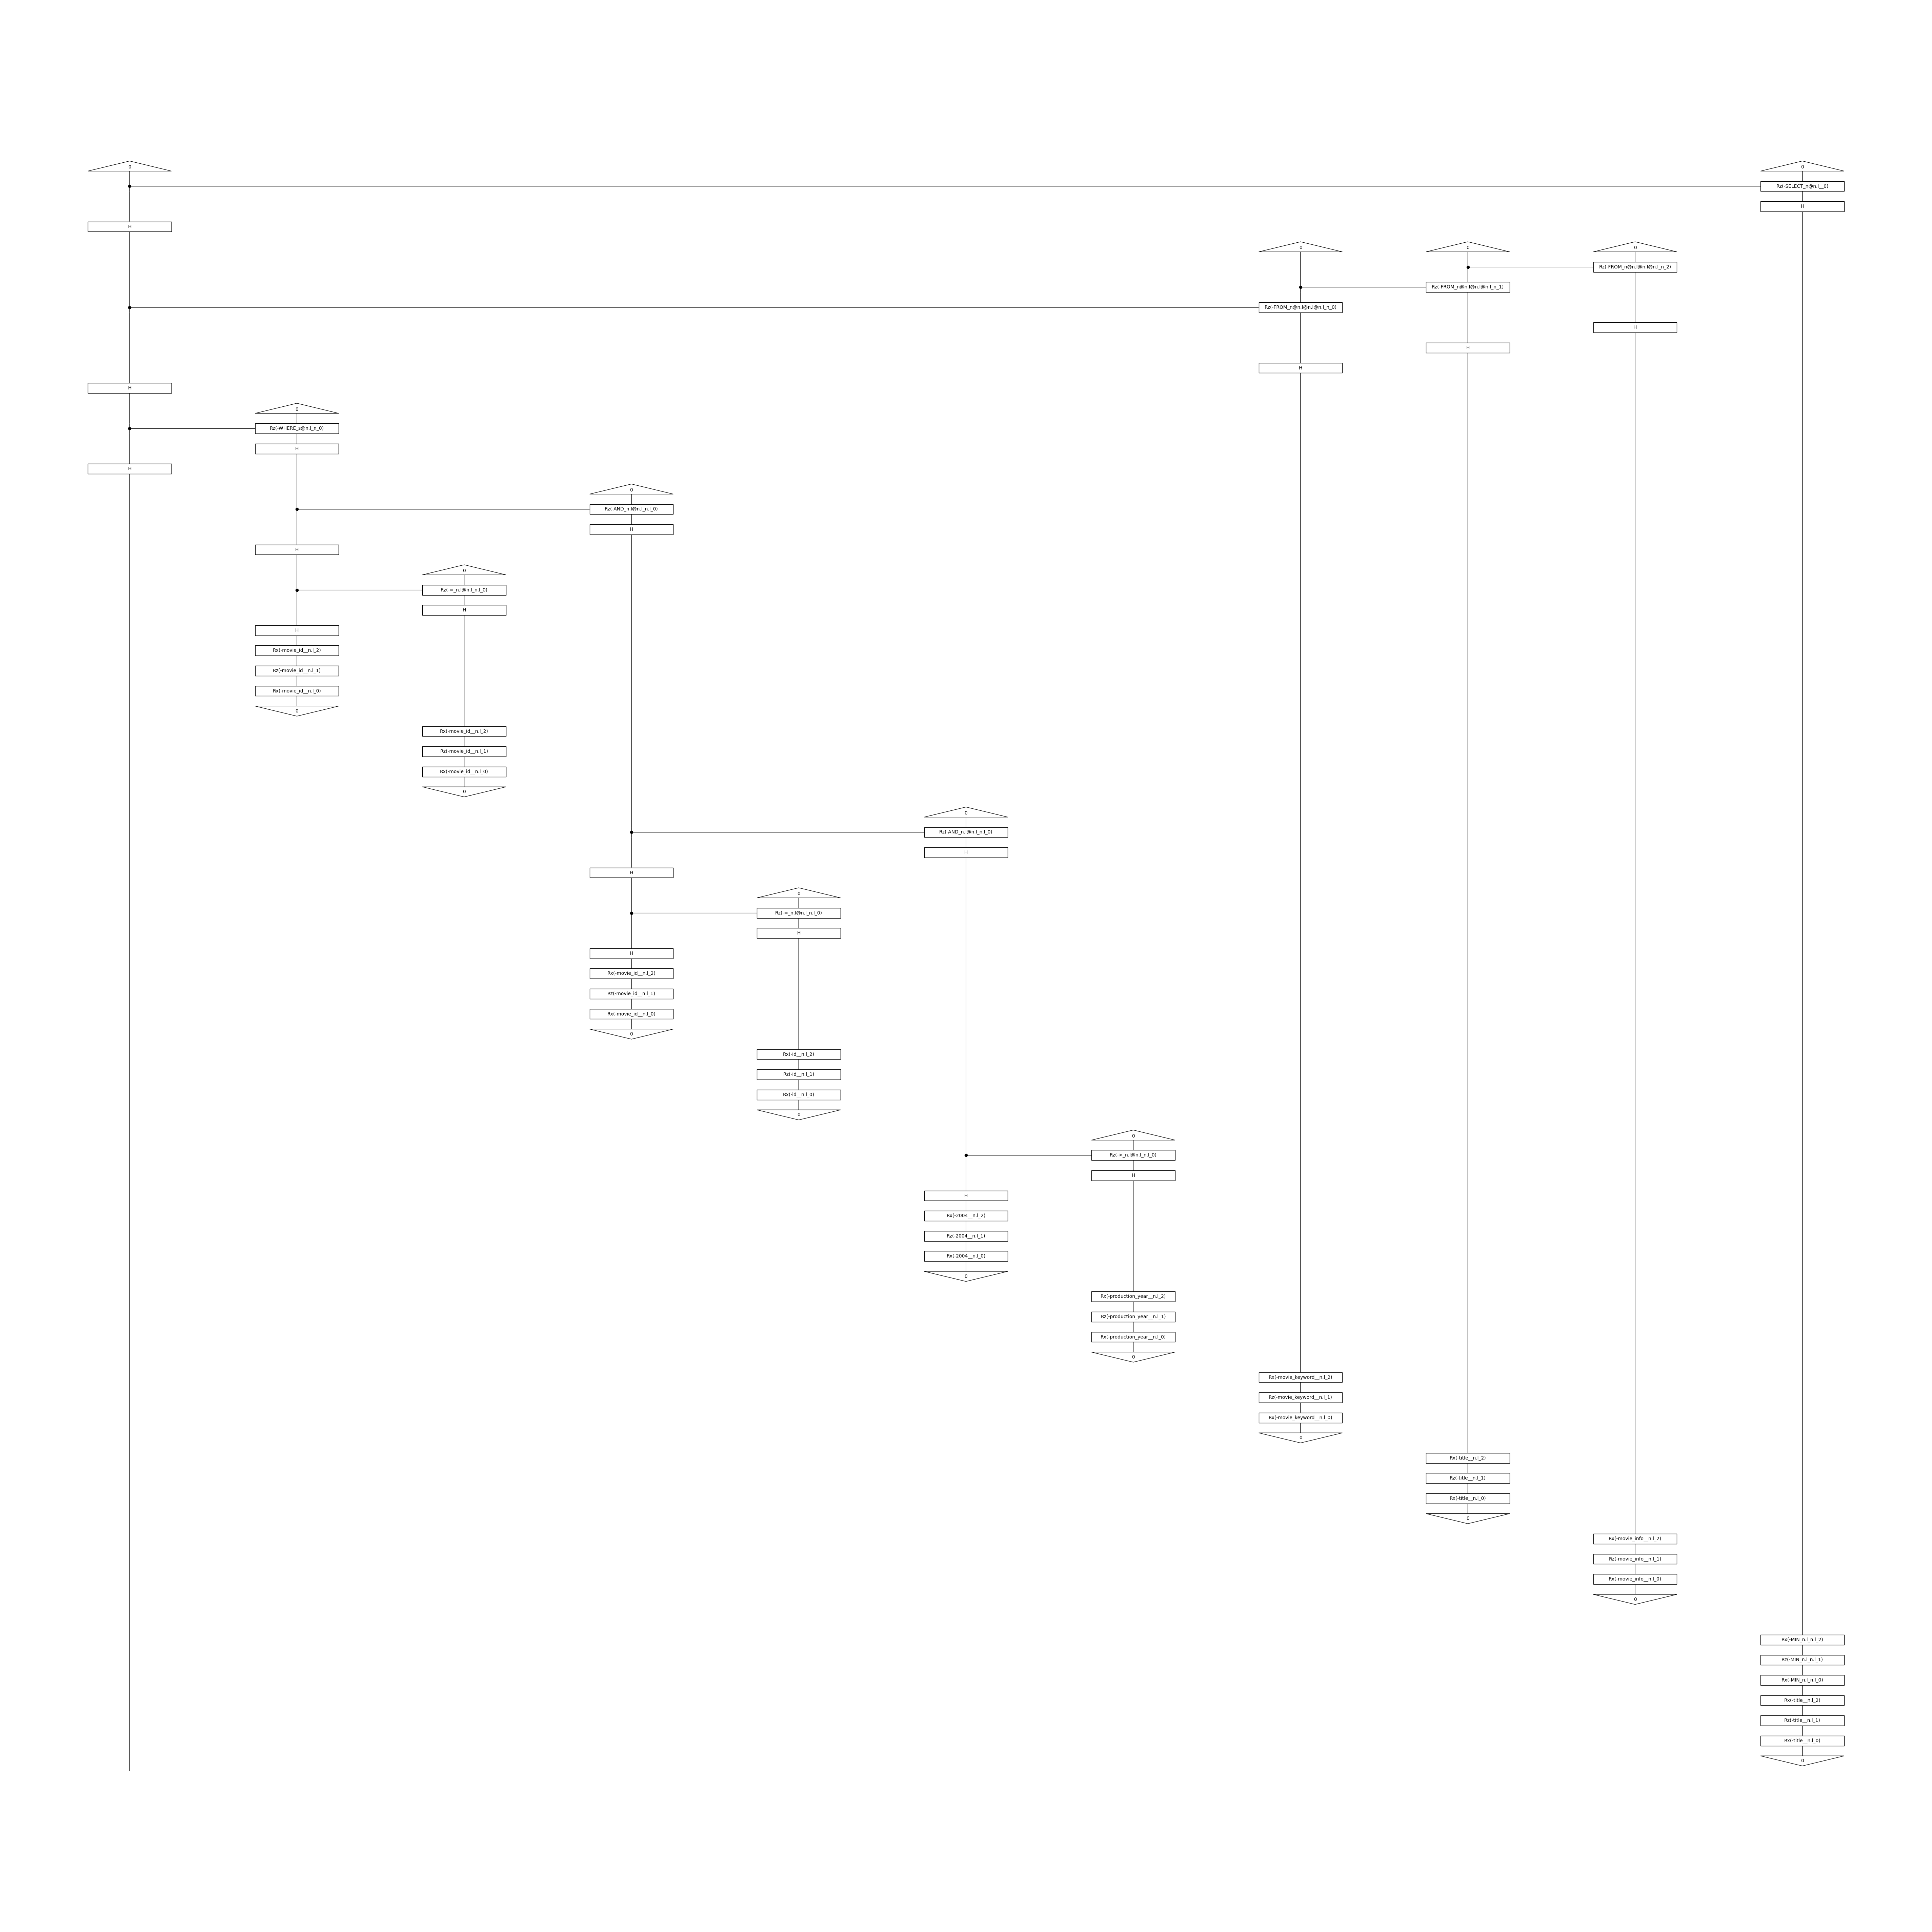 0
0
Rz(-SELECT_n@n.l__0)
H
H
0
0
0
Rz(-FROM_n@n.l@n.l@n.l_n_2)
Rz(-FROM_n@n.l@n.l@n.l_n_1)
Rz(-FROM_n@n.l@n.l@n.l_n_0)
H
H
H
H
0
Rz(-WHERE_s@n.l_n_0)
H
H
0
Rz(-AND_n.l@n.l_n.l_0)
H
H
0
Rz(-=_n.l@n.l_n.l_0)
H
H
Rx(-movie_id__n.l_2)
Rz(-movie_id__n.l_1)
Rx(-movie_id__n.l_0)
0
Rx(-movie_id__n.l_2)
Rz(-movie_id__n.l_1)
Rx(-movie_id__n.l_0)
0
0
Rz(-AND_n.l@n.l_n.l_0)
H
H
0
Rz(-=_n.l@n.l_n.l_0)
H
H
Rx(-movie_id__n.l_2)
Rz(-movie_id__n.l_1)
Rx(-movie_id__n.l_0)
0
Rx(-id__n.l_2)
Rz(-id__n.l_1)
Rx(-id__n.l_0)
0
0
Rz(->_n.l@n.l_n.l_0)
H
H
Rx(-2004__n.l_2)
Rz(-2004__n.l_1)
Rx(-2004__n.l_0)
0
Rx(-production_year__n.l_2)
Rz(-production_year__n.l_1)
Rx(-production_year__n.l_0)
0
Rx(-movie_keyword__n.l_2)
Rz(-movie_keyword__n.l_1)
Rx(-movie_keyword__n.l_0)
0
Rx(-title__n.l_2)
Rz(-title__n.l_1)
Rx(-title__n.l_0)
0
Rx(-movie_info__n.l_2)
Rz(-movie_info__n.l_1)
Rx(-movie_info__n.l_0)
0
Rx(-MIN_n.l_n.l_2)
Rz(-MIN_n.l_n.l_1)
Rx(-MIN_n.l_n.l_0)
Rx(-title__n.l_2)
Rz(-title__n.l_1)
Rx(-title__n.l_0)
0